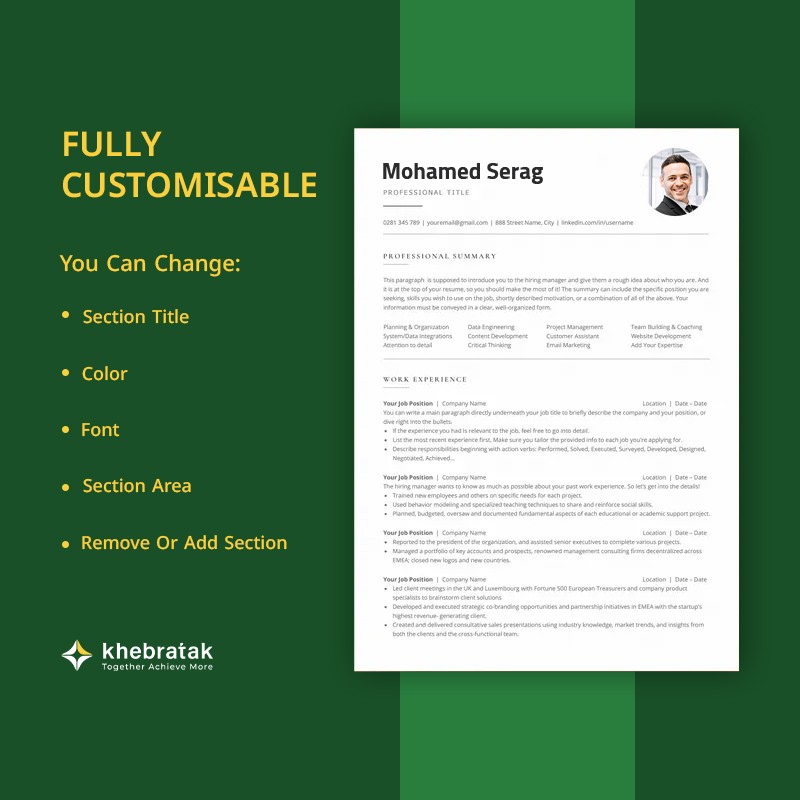 FULLY
CUSTOMISABLE
You Can Change:
• Section Title
• Color
• Font
• Section Area
• Remove Or Add Section
khebratak
Together Achieve More
Mohamed Serag
PROFESSIONAL TITLE
0281 345 789 | youremail@gmail.com | 888 Street Name, City | linkedin.com/in/username
PROFESSIONAL SUMMARY
This paragraph is supposed to introduce you to the hiring manager and give them a rough idea about who you are. And
it is at the top of your resume, so you should make the most of it! The summary can include the specific position you are
seeking, skills you wish to use on the job, shortly described motivation, or a combination of all of the above. Your
information must be conveyed in a clear, well-organized form.
Planning & Organization Data Engineering Project Management Team Building & Coaching
System/Data Integrations Content Development Customer Assistant Website Development
Attention to detail Critical Thinking Email Marketing Add Your Expertise
WORK EXPERIENCE
Your Job Position | Company Name Location | Date – Date
You can write a main paragraph directly underneath your job title to briefly describe the company and your position, or
dive right into the bullets.
• If the experience you had is relevant to the job, feel free to go into detail.
• List the most recent experience first. Make sure you tailor the provided info to each job you're applying for.
• Describe responsibilities beginning with action verbs: Performed, Solved, Executed, Surveyed, Developed, Designed,
Negotiated, Achieved...
Your Job Position | Company Name Location | Date – Date
The hiring manager wants to know as much as possible about your past work experience. So let's get into the details!
• Trained new employees and others on specific needs for each project.
• Used behavior modeling and specialized teaching techniques to share and reinforce social skills.
• Planned, budgeted, oversaw and documented fundamental aspects of each educational or academic support project.
Your Job Position | Company Name Location | Date – Date
• Reported to the president of the organization, and assisted senior executives to complete various projects.
• Managed a portfolio of key accounts and prospects, renowned management consulting firms decentralized across
EMEA; closed new logos and new countries.
Your Job Position | Company Name Location | Date – Date
• Led client meetings in the UK and Luxembourg with Fortune 500 European Treasurers and company product
specialists to brainstorm client solutions.
• Developed and executed strategic co-branding opportunities and partnership initiatives in EMEA with the startup's
highest revenue- generating client.
• Created and delivered consultative sales presentations using industry knowledge, market trends, and insights from
both the clients and the cross-functional team.